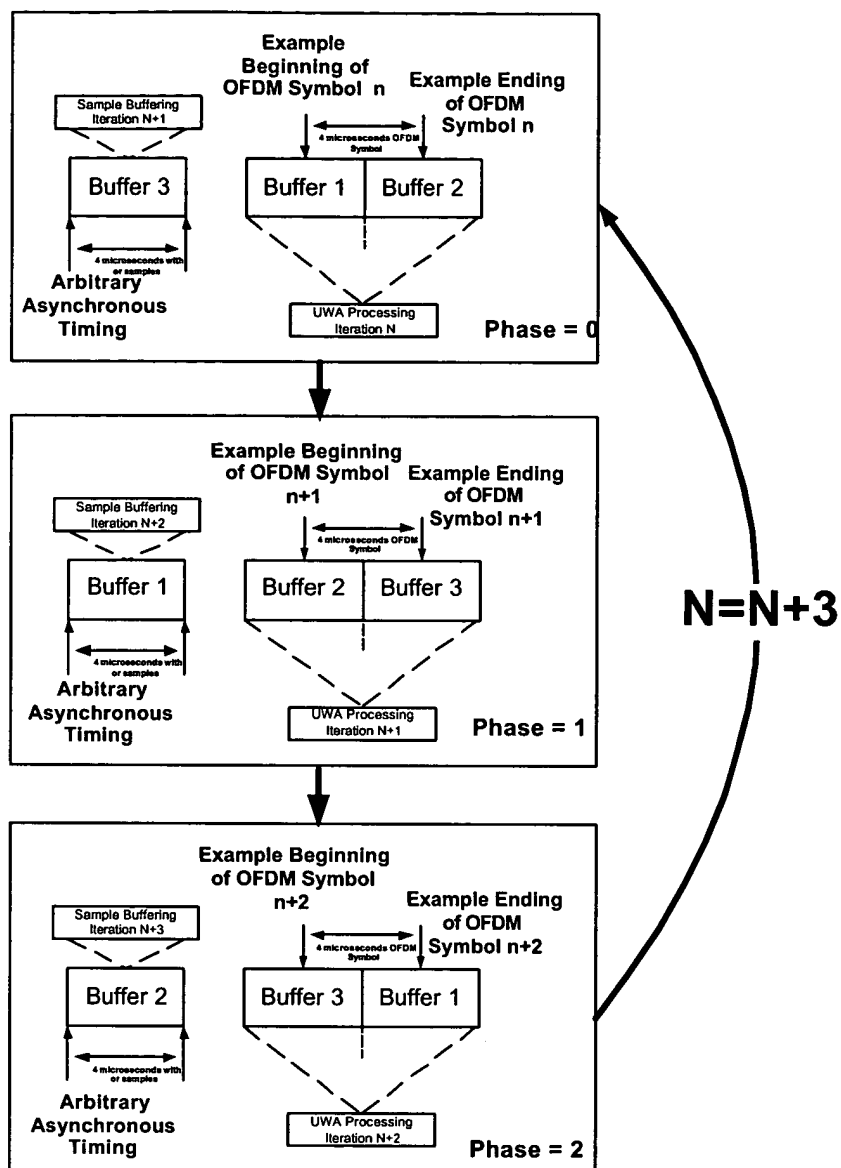 Example
Beginning of
OFDM Symbol n
Example Ending
of OFDM
Symbol n
Sample Buffering
Iteration N+1
4 microseconds OFDM
Symbol
Buffer 3
Buffer 1
Buffer 2
4 microseconds with
or samples
Arbitrary
Asynchronous
Timing
UWA Processing
Iteration N
Phase = 0
Example Beginning
of OFDM Symbol
n+1
Example Ending
of OFDM
Symbol n+1
Sample Buffering
Iteration N+2
4 microseconds OFDM
Symbol
Buffer 1
Buffer 2
Buffer 3
4 microseconds with
or samples
Arbitrary
Asynchronous
Timing
UWA Processing
Iteration N+1
Phase = 1
N=N+3
Example Beginning
of OFDM Symbol
n+2
Example Ending
of OFDM
Symbol n+2
Sample Buffering
Iteration N+3
4 microseconds OFDM
Symbol
Buffer 2
Buffer 3
Buffer 1
4 microseconds with
or samples
Arbitrary
Asynchronous
Timing
UWA Processing
Iteration N+2
Phase = 2